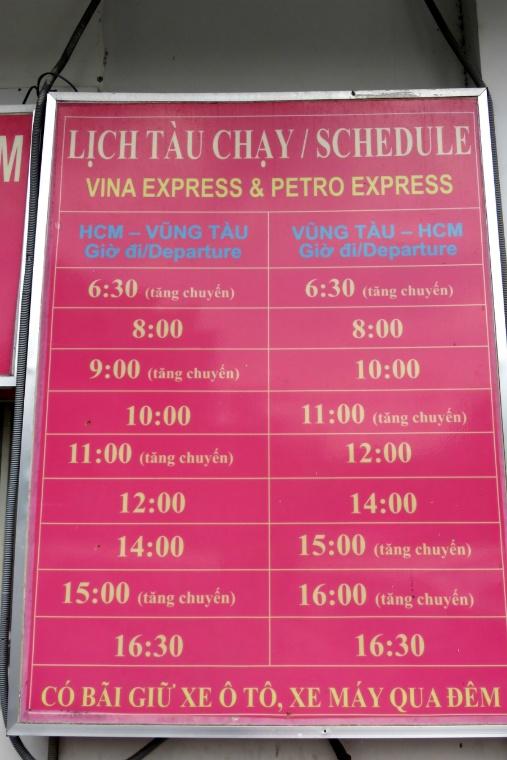 M
LỊCH TÀU CHẠY / SCHEDULE
VINA EXPRESS & PETRO EXPRESS
HCM – VŨNG TÀU VŨNG TÀU – HCM
Giờ đi/Departure Giờ đi/Departure
6:30 (tăng chuyến) 6:30 (tăng chuyến)
8:00 8:00
9:00 (tăng chuyến) 10:00
10:00 11:00 (tăng chuyến)
11:00 (tăng chuyến) 12:00
12:00 14:00
14:00 15:00 (tăng chuyến)
15:00 (tăng chuyến) 16:00 (tăng chuyến)
16:30 16:30
CÓ BÃI GIỮ XE Ô TÔ, XE MÁY QUA ĐÊM